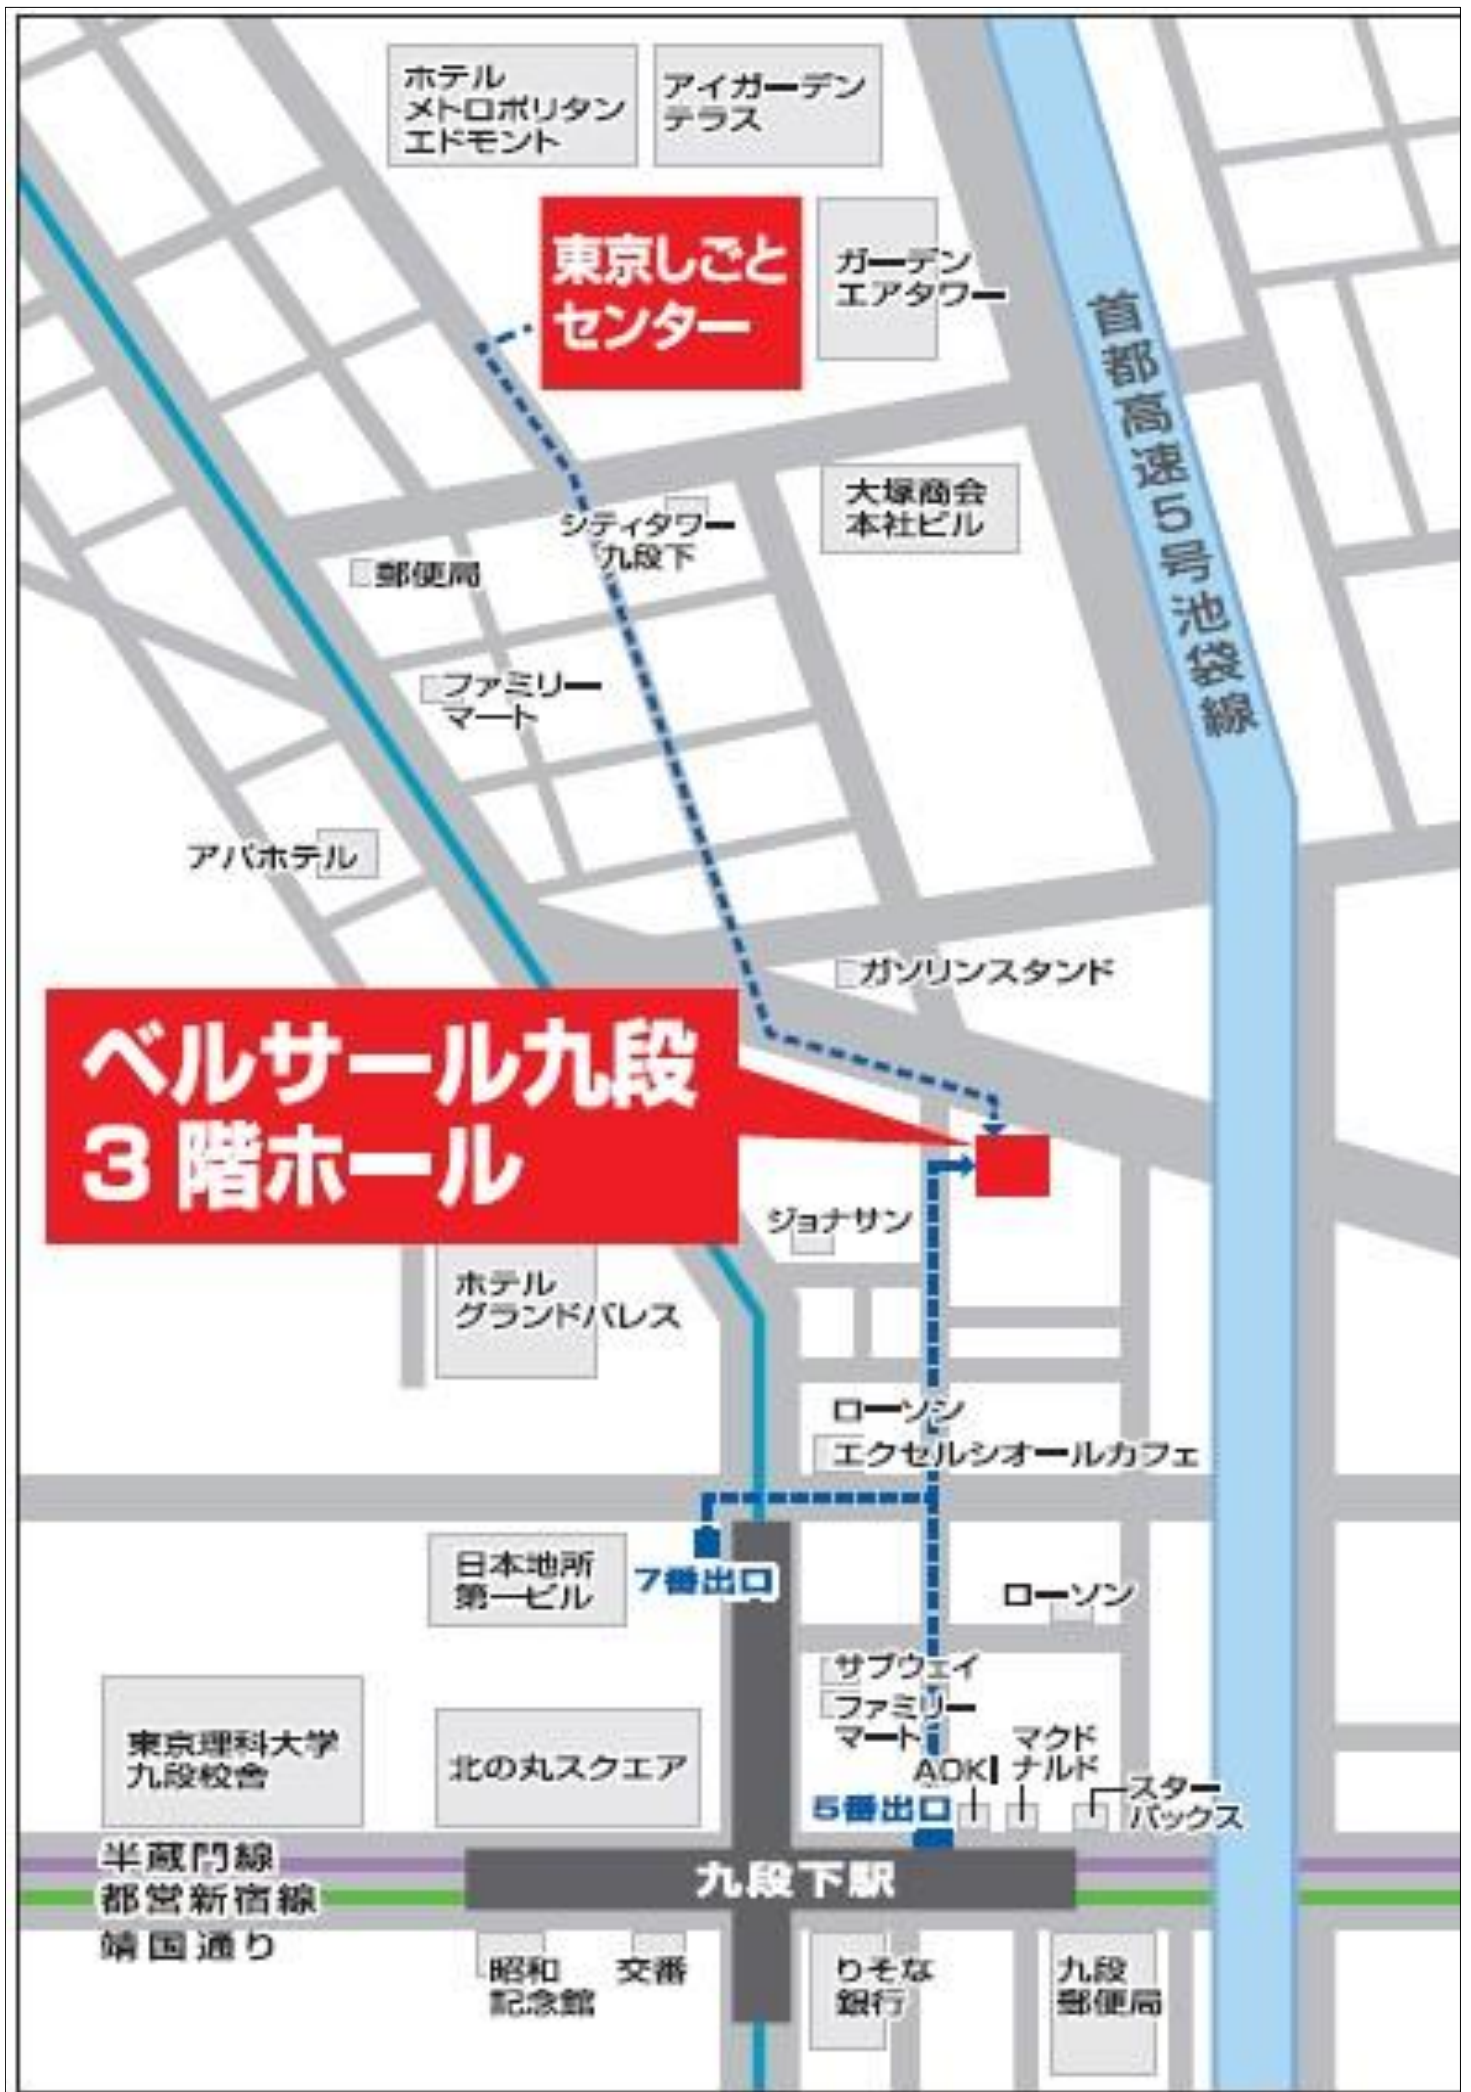 ホテル
メトロポリタン
エドモント
アイガーデン
テラス
東京しごと
センター
ガーデン
エアタワー
首都高速5号池袋線
大塚商会
本社ビル
シティタワー
九段下
郵便局
ファミリー
マート
アパホテル
ガソリンスタンド
ベルサール九段
3階ホール
ジョナサン
ホテル
グランドパレス
ローソン
エクセルシオールカフェ
日本地所
第一ビル
7番出口
ローソン
サブウェイ
ファミリー
マート
東京理科大学
九段校舎
北の丸スクエア
AOKI
マクド
ナルド
スター
バックス
5番出口
半蔵門線
都営新宿線
靖国通り
九段下駅
昭和
記念館
交番
りそな
銀行
九段
郵便局